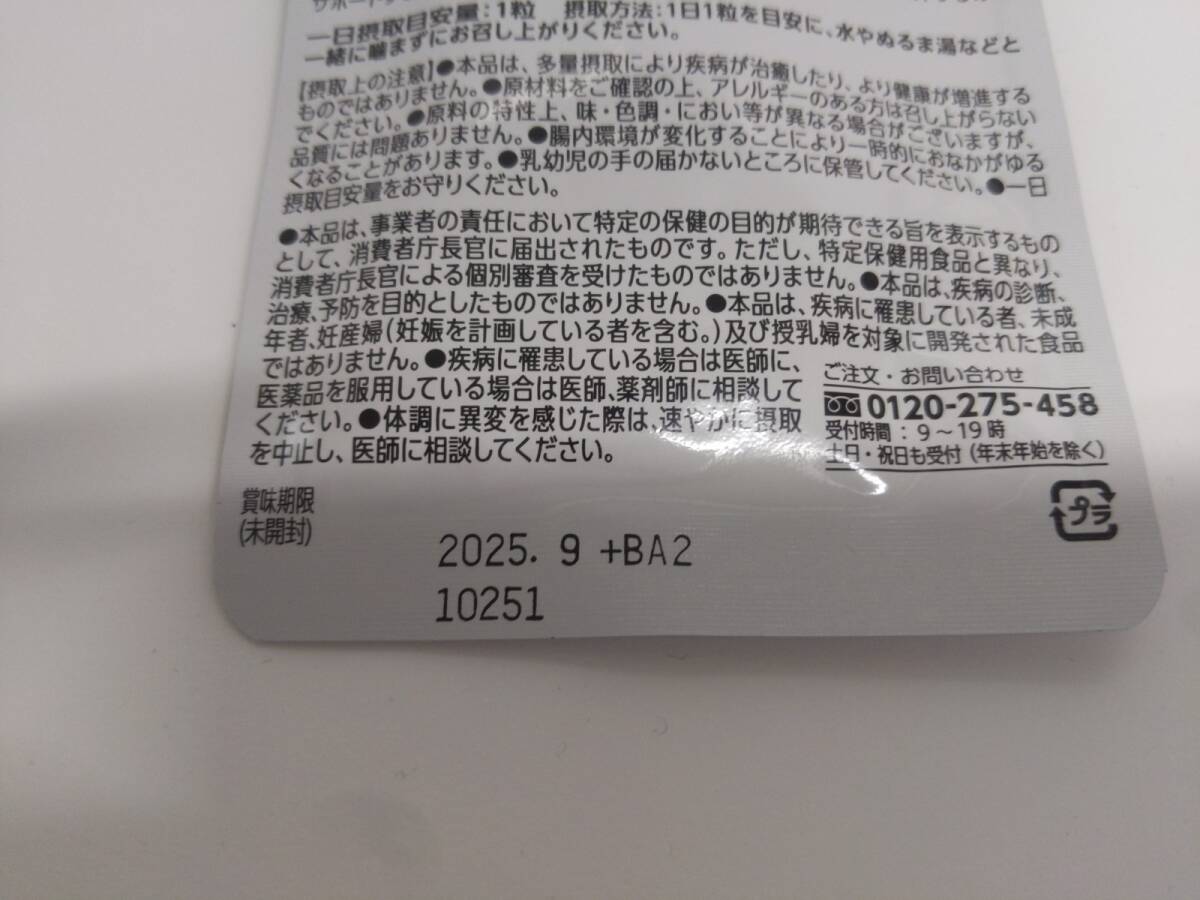 サポートす
一日摂取目安量:1粒 摂取方法:1日1粒を目安に、水やぬるま湯などと
一緒に噛まずにお召し上がりください。
【摂取上の注意】●本品は、多量摂取により疾病が治癒したり、より健康が増進する
ものではありません。●原材料をご確認の上、アレルギーのある方は召し上がらない
でください。●原料の特性上、味・色調・におい等が異なる場合がございますが、
品質には問題ありません。●腸内環境が変化することにより一時的におなかがゆる
くなることがあります。●乳幼児の手の届かないところに保管してください。●一日
摂取目安量をお守りください。
●本品は、事業者の責任において特定の保健の目的が期待できる旨を表示するもの
として、消費者庁長官に届出されたものです。ただし、特定保健用食品と異なり、
消費者庁長官による個別審査を受けたものではありません。●本品は、疾病の診断、
治療、予防を目的としたものではありません。●本品は、疾病に罹患している者、未成
年者、妊産婦(妊娠を計画している者を含む。)及び授乳婦を対象に開発された食品
ではありません。●疾病に罹患している場合は医師に、
医薬品を服用している場合は医師、薬剤師に相談して
ください。●体調に異変を感じた際は、速やかに摂取
を中止し、医師に相談してください。
ご注文・お問い合わせ
0120-275-458
受付時間:9~19時
土日・祝日も受付(年末年始を除く)
賞味期限
(未開封)
2025. 9 +BA2
10251
プラ